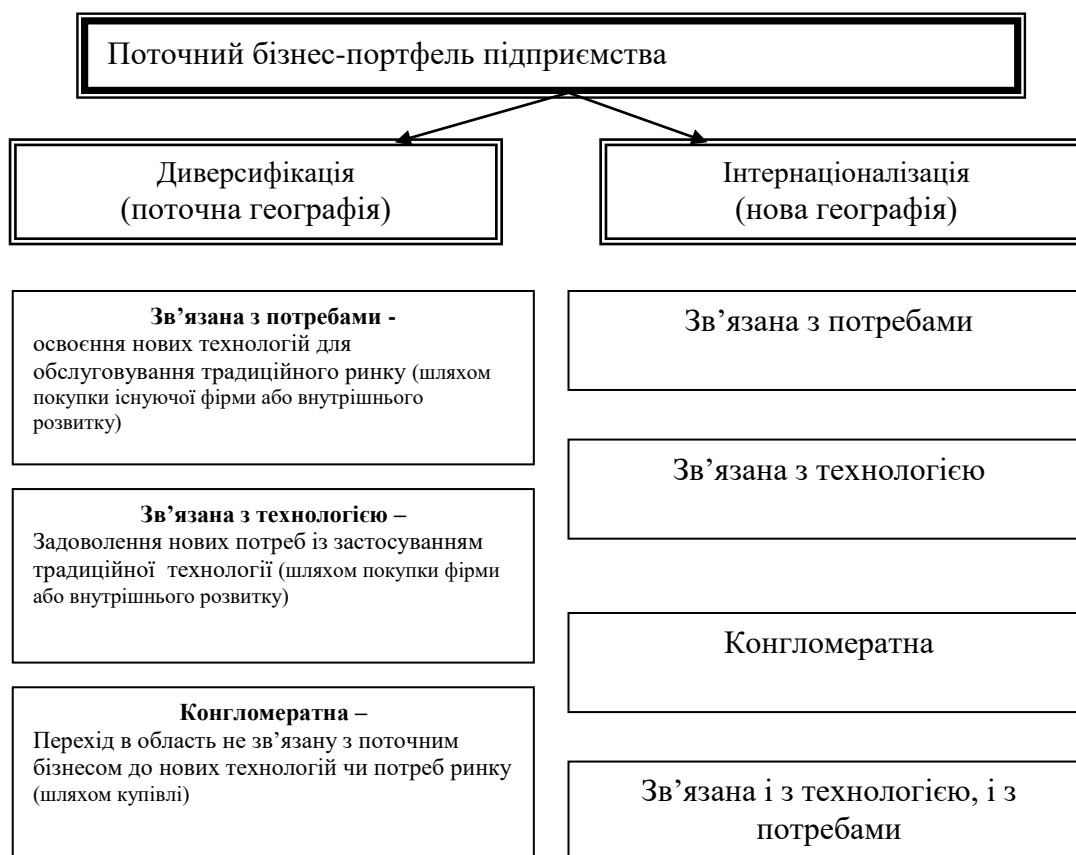 Поточний бізнес-портфель підприємства
Диверсифікація
(поточна географія)
Інтернаціоналізація
(нова географія)
Зв’язана з потребами -
освоєння нових технологій для
обслуговування традиційного ринку (шляхом
покупки існуючої фірми або внутрішнього
розвитку)
Зв’язана з технологією –
Задоволення нових потреб із застосуванням
традиційної технології (шляхом покупки фірми
або внутрішнього розвитку)
Конгломератна –
Перехід в область не зв’язану з поточним
бізнесом до нових технологій чи потреб ринку
(шляхом купівлі)
Зв’язана з потребами
Зв’язана з технологією
Конгломератна
Зв’язана і з технологією, і з
потребами